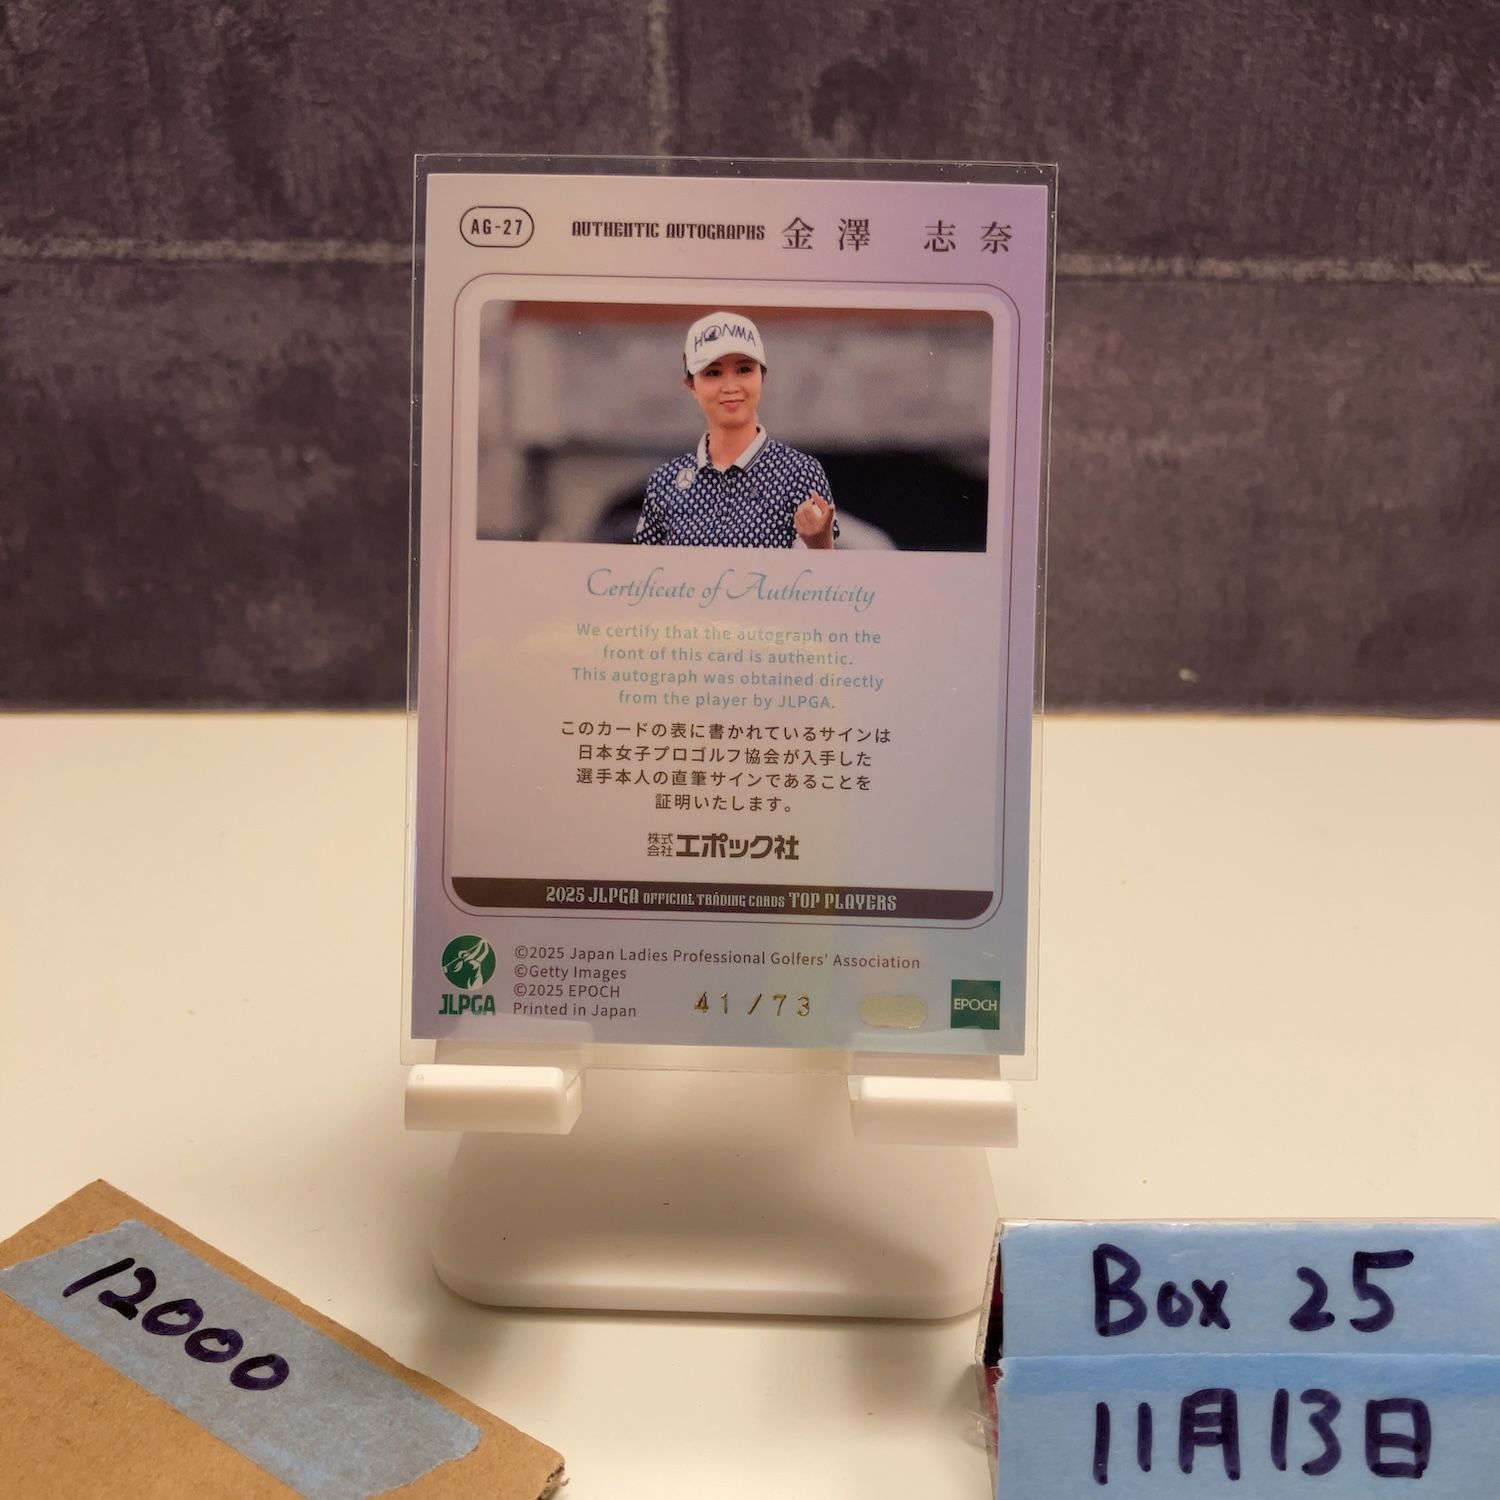 AG-27 AUTHENTIC AUTOGRAPHS 金澤 志奈
HONMA
Certificate of Authenticity
We certify that the autograph on the
front of this card is authentic.
This autograph was obtained directly
from the player by JLPGA.
このカードの表に書かれているサインは
日本女子プロゴルフ協会が入手した
選手本人の直筆サインであることを
証明いたします。
株式会社エポック社
2025 JLPGA OFFICIAL TRADING CARDS TOP PLAYERS
©2025 Japan Ladies Professional Golfers' Association
©Getty Images
©2025 EPOCH
Printed in Japan
JLPGA
41/73
EPOCH
12000
Box 25
11月13日